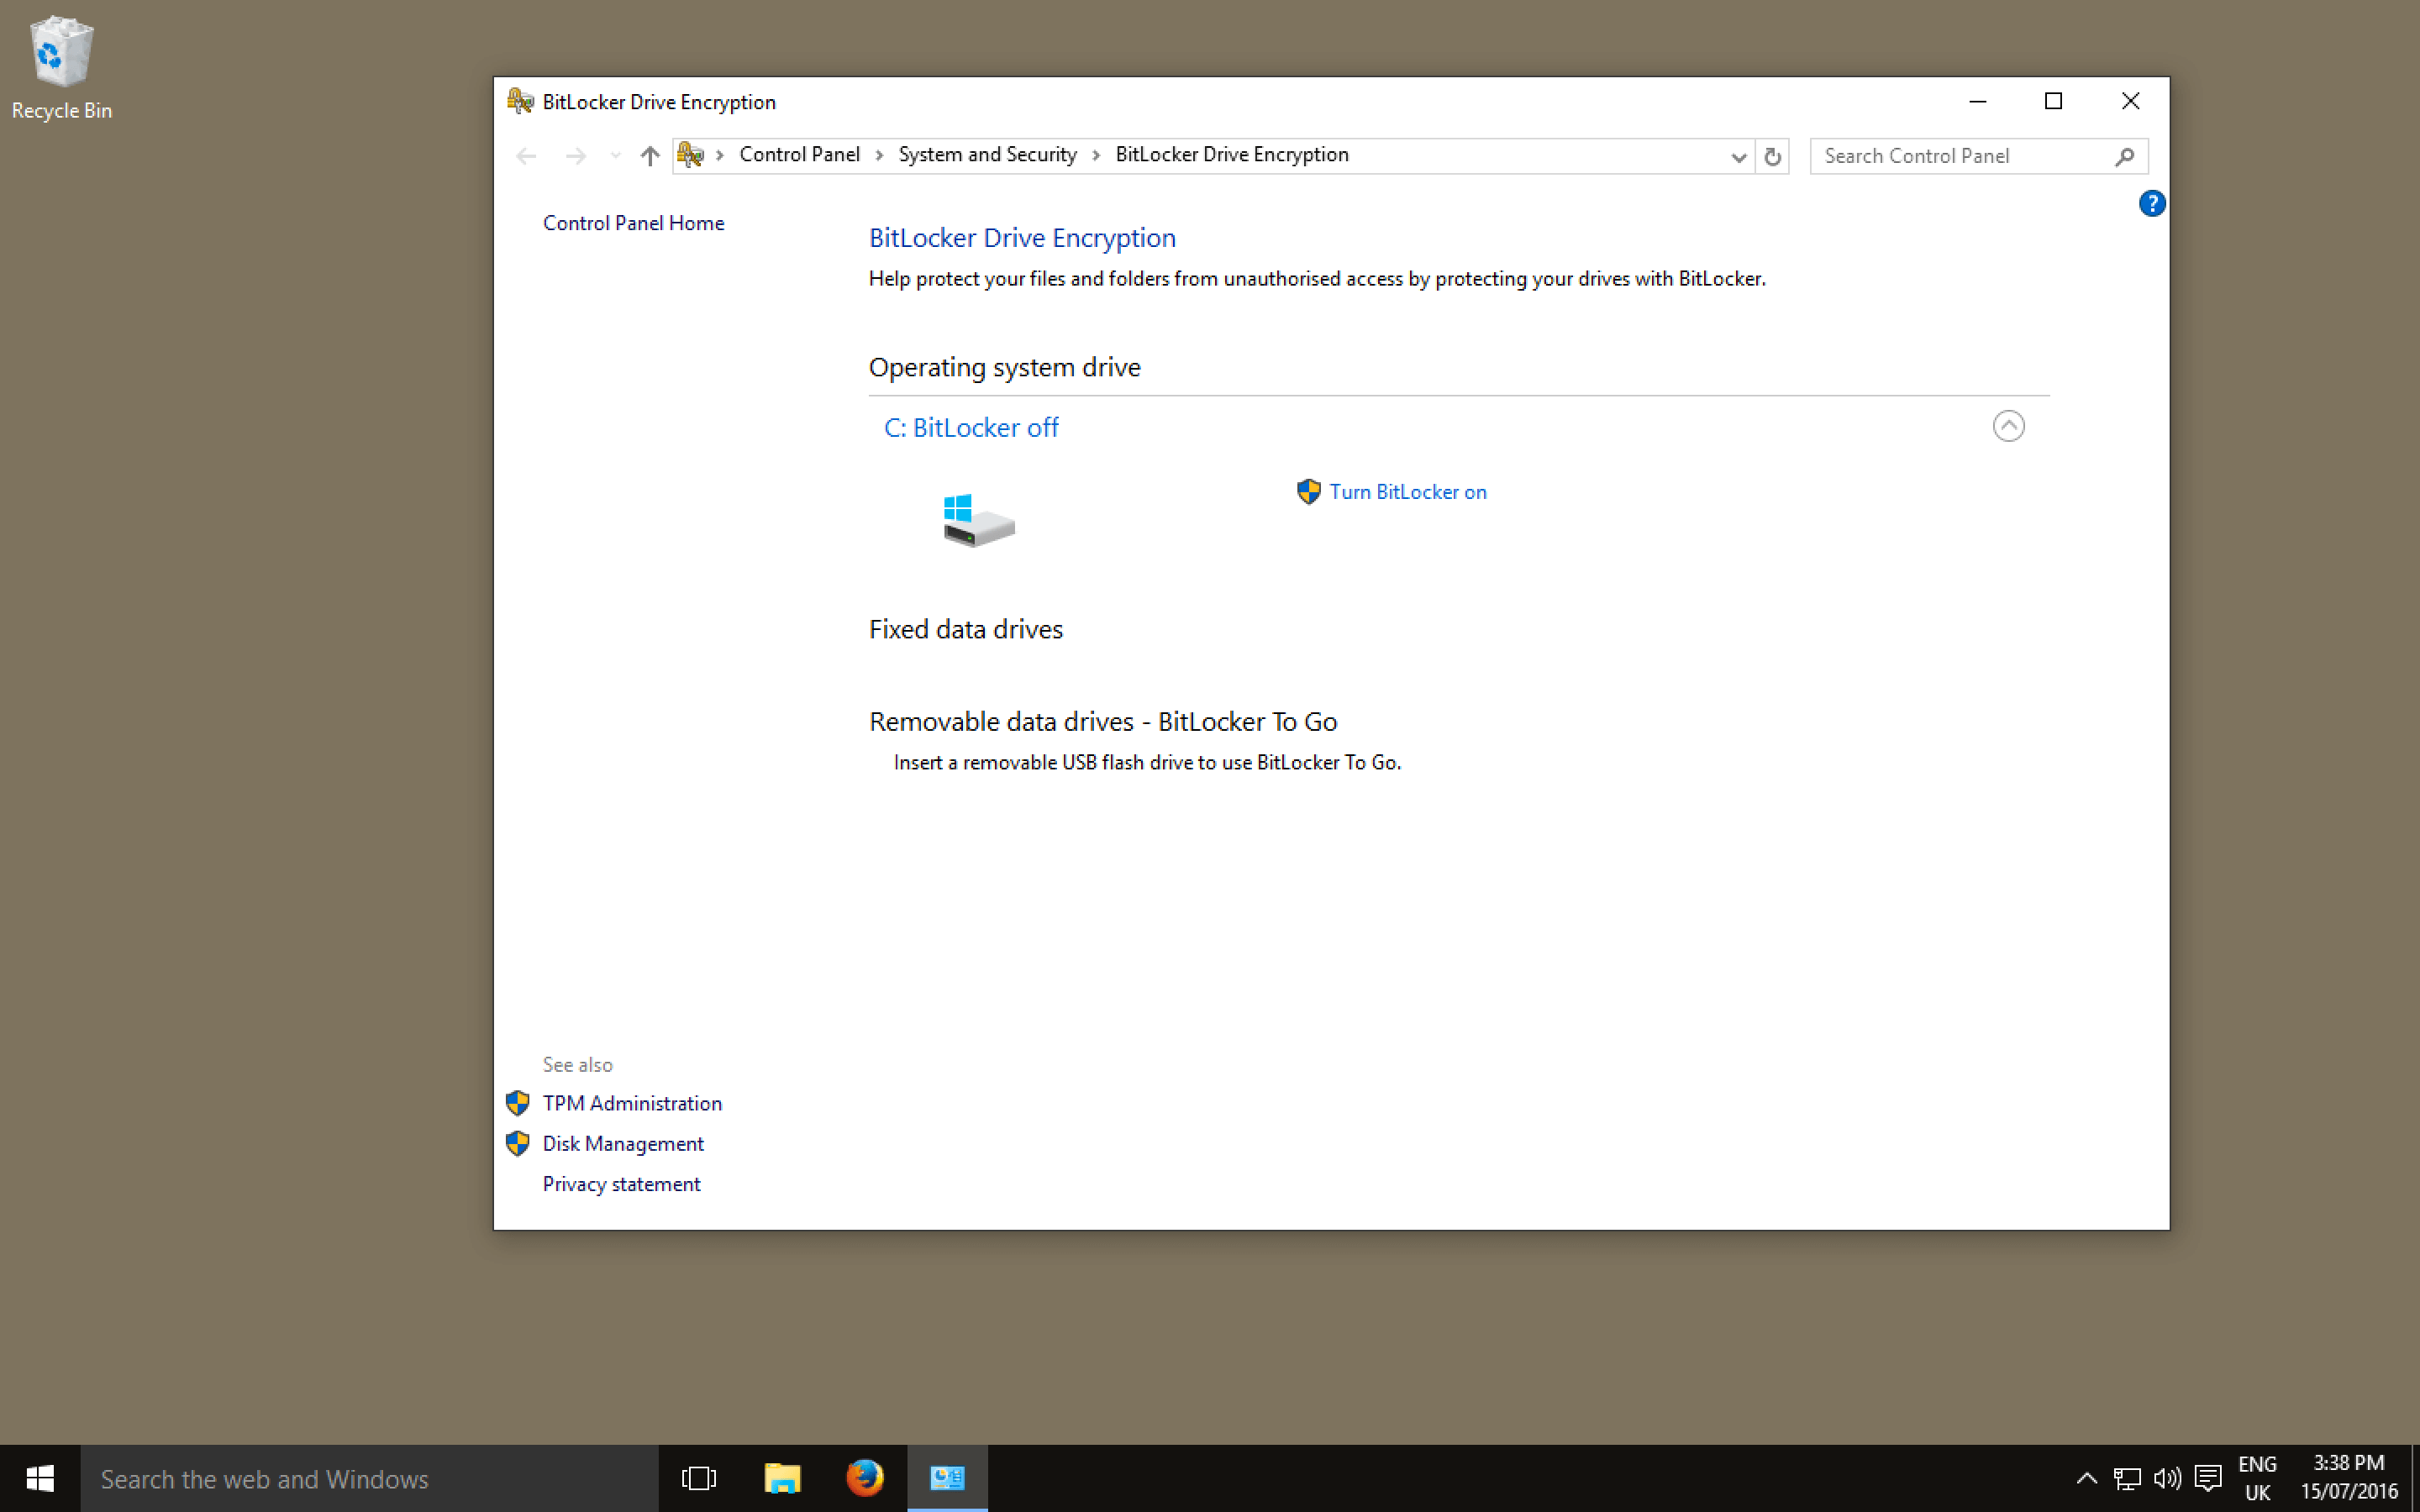 Recycle Bin
BitLocker Drive Encryption
Control Panel
System and Security
BitLocker Drive Encryption
Search Control Panel
?
Control Panel Home
BitLocker Drive Encryption
Help protect your files and folders from unauthorised access by protecting your drives with BitLocker.
Operating system drive
C: BitLocker off
Turn BitLocker on
Fixed data drives
Removable data drives - BitLocker To Go
Insert a removable USB flash drive to use BitLocker To Go.
See also
TPM Administration
Disk Management
Privacy statement
Search the web and Windows
ENG
UK
3:38 PM
15/07/2016